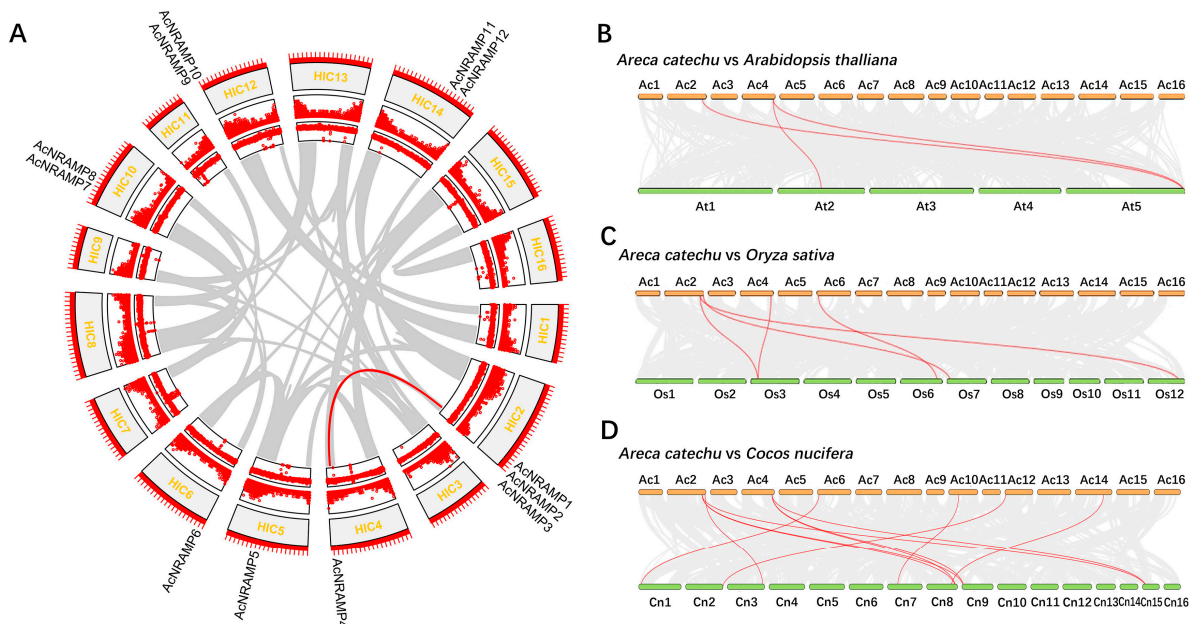 A
AcNRAMP10
AcNRAMP9
AcNRAMP11
AcNRAMP12
AcNRAMP8
AcNRAMP7
HIC13
HIC12
HIC14
HIC11
HIC15
HIC10
HIC16
HIC9
HIC1
HIC8
HIC2
HIC7
HIC3
HIC6
HIC4
HIC5
AcNRAMP1
AcNRAMP2
AcNRAMP3
AcNRAMP6
AcNRAMP5
B
Areca catechu vs Arabidopsis thalliana
Ac1 Ac2 Ac3 Ac4 Ac5 Ac6 Ac7 Ac8 Ac9 Ac10 Ac11 Ac12 Ac13 Ac14 Ac15 Ac16
At1 At2 At3 At4 At5
C
Areca catechu vs Oryza sativa
Ac1 Ac2 Ac3 Ac4 Ac5 Ac6 Ac7 Ac8 Ac9 Ac10 Ac11 Ac12 Ac13 Ac14 Ac15 Ac16
Os1 Os2 Os3 Os4 Os5 Os6 Os7 Os8 Os9 Os10 Os11 Os12
D
Areca catechu vs Cocos nucifera
Ac1 Ac2 Ac3 Ac4 Ac5 Ac6 Ac7 Ac8 Ac9 Ac10 Ac11 Ac12 Ac13 Ac14 Ac15 Ac16
Cn1 Cn2 Cn3 Cn4 Cn5 Cn6 Cn7 Cn8 Cn9 Cn10 Cn11 Cn12 Cn13 Cn14 Cn15 Cn16